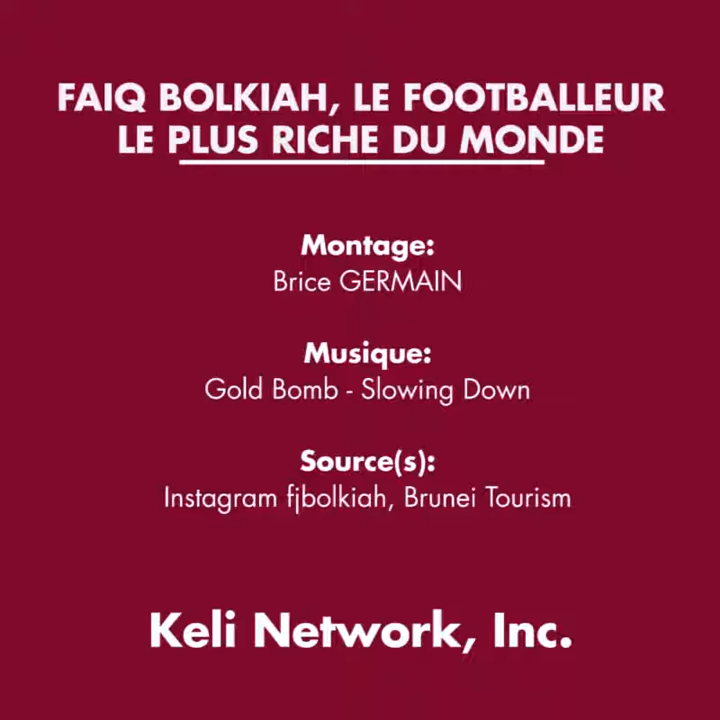 FAIQ BOLKIAH, LE FOOTBALLEUR
LE PLUS RICHE DU MONDE
Montage:
Brice GERMAIN
Musique:
Gold Bomb - Slowing Down
Source(s):
Instagram fjbolkiah, Brunei Tourism
Keli Network, Inc.